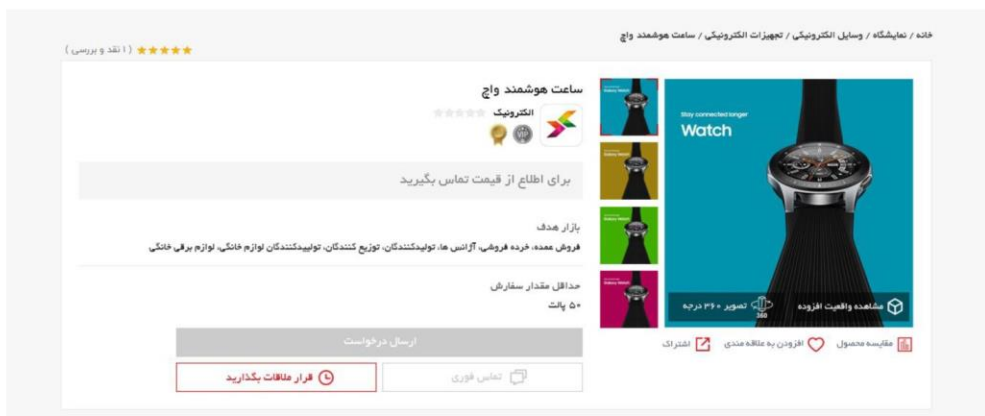 خانه / نمایشگاه / وسایل الکترونیکی / تجهیزات الکترونیکی / ساعت هوشمند واچ
( ۱ نقد و بررسی )
ساعت هوشمند واچ
الکترونیک
VIP
برای اطلاع از قیمت تماس بگیرید
بازار هدف
فروش عمده، خرده فروشی، آژانس ها، تولیدکنندگان، توزیع کنندگان، تولییدکنندگان لوازم خانگی، لوازم برقی خانگی
حداقل مقدار سفارش
۵۰ پالت
ارسال درخواست
تماس فوری
قرار ملاقات بگذارید
Stay connected longer
Watch
مشاهده واقعیت افزوده
تصویر ۳۶۰ درجه
360
مقایسه محصول
افزودن به علاقه مندی
اشتراک